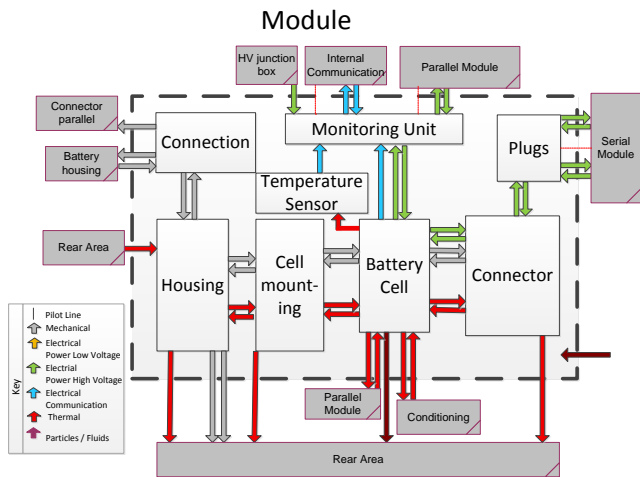 Module
HV junction
box
Internal
Communication
Parallel Module
Connector
parallel
Battery
housing
Connection
Monitoring Unit
Plugs
Serial
Module
Temperature
Sensor
Rear Area
Housing
Cell
mount-
ing
Battery
Cell
Connector
Key
Pilot Line
Mechanical
Electrical
Power Low Voltage
Electrial
Power High Voltage
Electrical
Communication
Thermal
Particles / Fluids
Parallel
Module
Conditioning
Rear Area